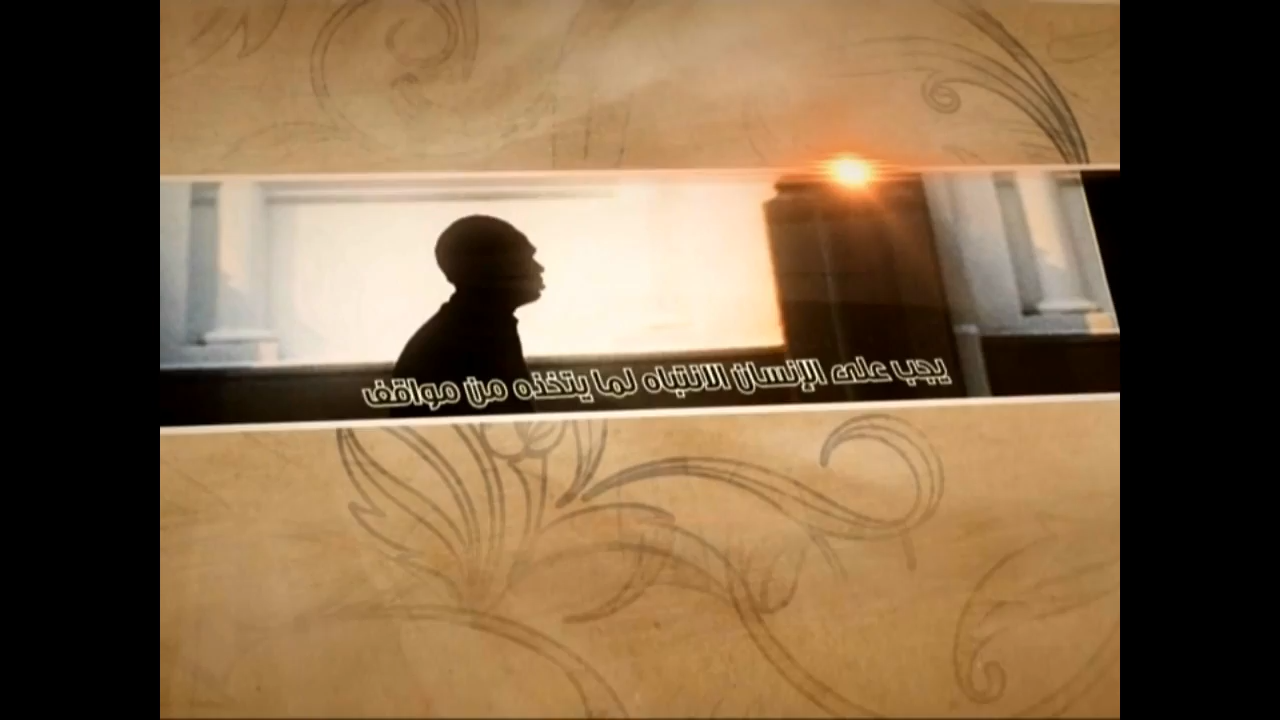 يجب على الإنسان الانتباه لما يتخذه من مواقف